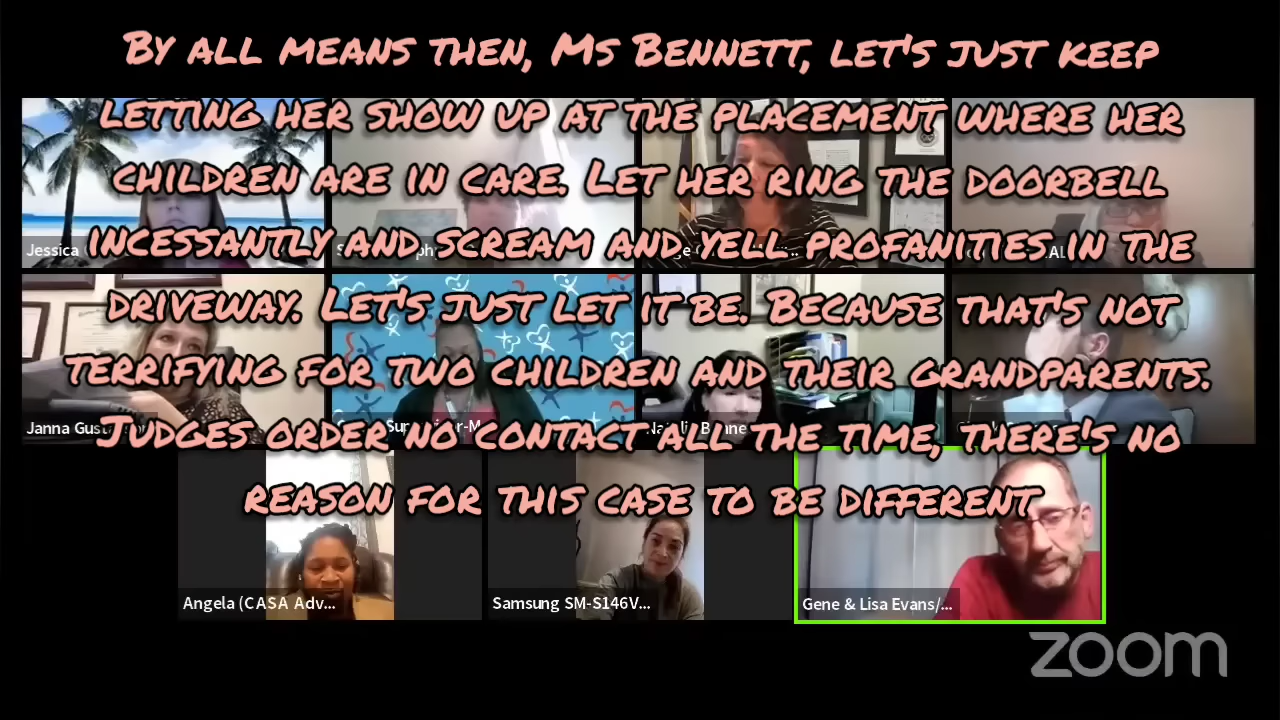 By all means then, Ms Bennett, let's just keep
letting her show up at the placement where her
children are in care. Let her ring the doorbell
incessantly and scream and yell profanities in the
driveway. Let's just let it be. Because that's not
terrifying for two children and their grandparents.
Judges order no contact all the time, there's no
reason for this case to be different
Jessica
Janna Gust
Angela (CASA Adv...
Samsung SM-S146V...
Gene & Lisa Evans/...
zoom